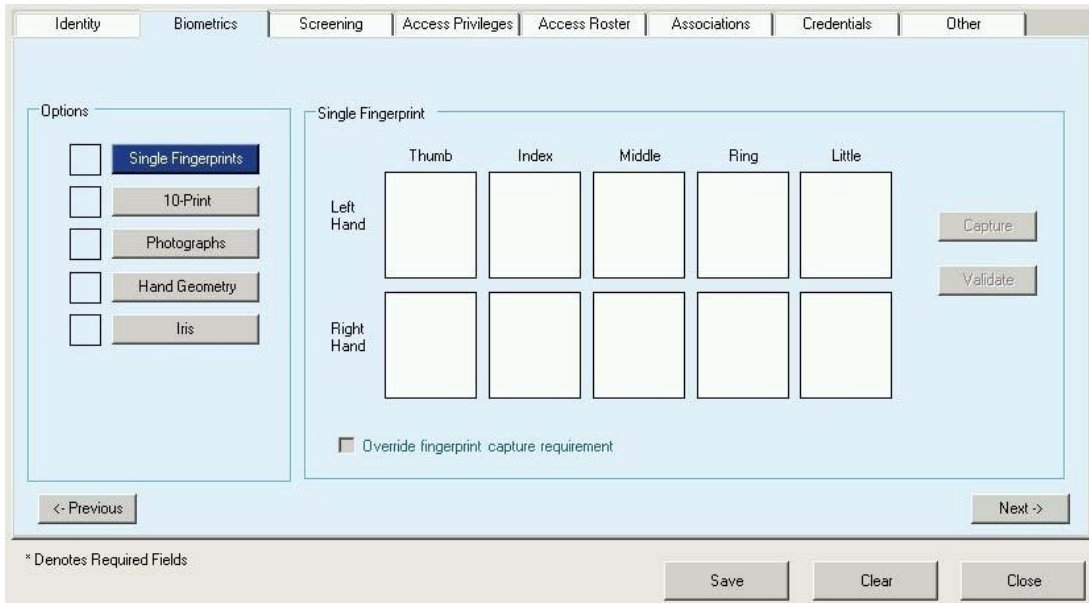 Identity Biometrics Screening Access Privileges Access Roster Associations Credentials Other
Options
Single Fingerprints
10-Print
Photographs
Hand Geometry
Iris
Single Fingerprint
Thumb Index Middle Ring Little
Left
Hand
Right
Hand
Capture
Validate
Override fingerprint capture requirement
<- Previous
Next ->
* Denotes Required Fields
Save Clear Close